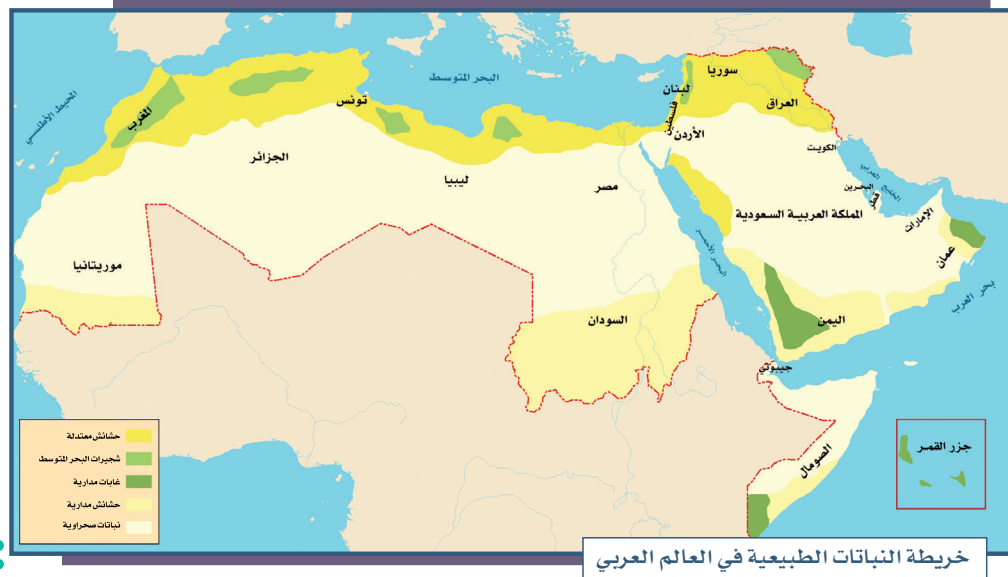 البحر المتوسط
المحيط الأطلسي
المغرب
تونس
الجزائر
ليبيا
مصر
موريتانيا
السودان
سوريا
لبنان
فلسطين
العراق
الأردن
الكويت
الخليج العربي
البحرين
قطر
الإمارات
المملكة العربية السعودية
عمان
البحر الأحمر
بحر العرب
اليمن
جيبوتي
الصومال
جزر القمر
حشائش معتدلة
شجيرات البحر المتوسط
غابات مدارية
حشائش مدارية
نباتات صحراوية
خريطة النباتات الطبيعية في العالم العربي